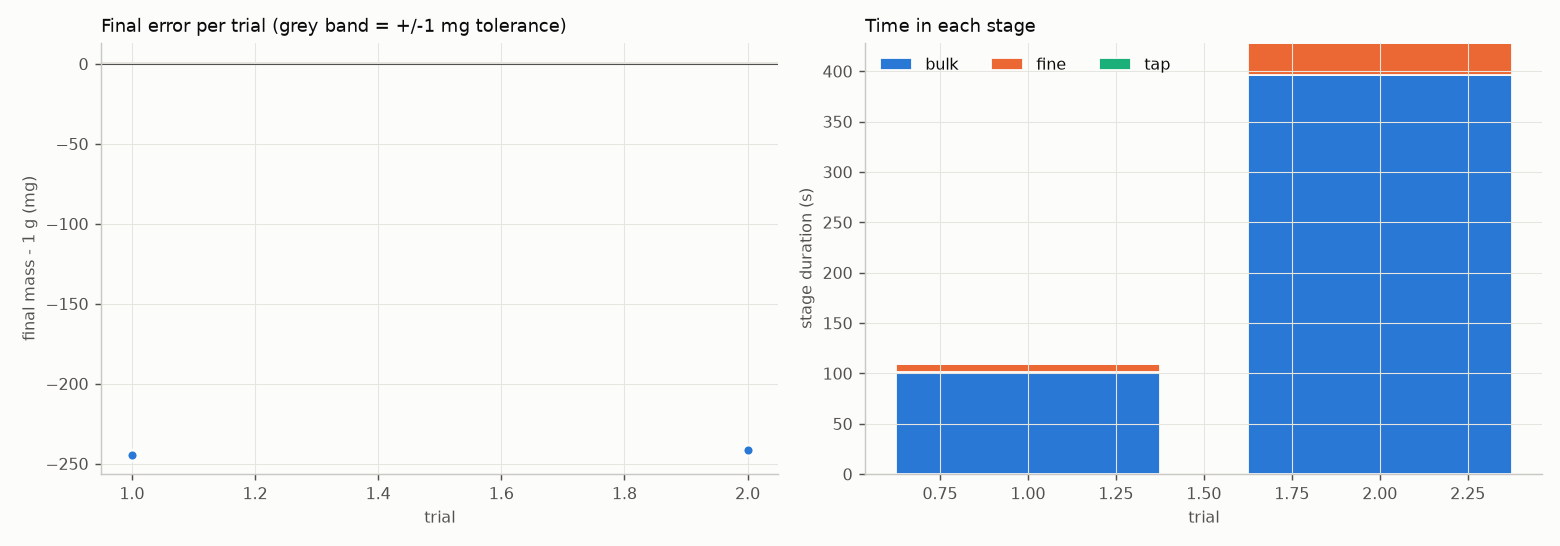 Final error per trial (grey band = +/-1 mg tolerance)
0
−50
−100
−150
−200
−250
final mass - 1 g (mg)
1.0 1.2 1.4 1.6 1.8 2.0
trial
Time in each stage
bulk fine tap
400
350
300
250
200
150
100
50
0
stage duration (s)
0.75 1.00 1.25 1.50 1.75 2.00 2.25
trial